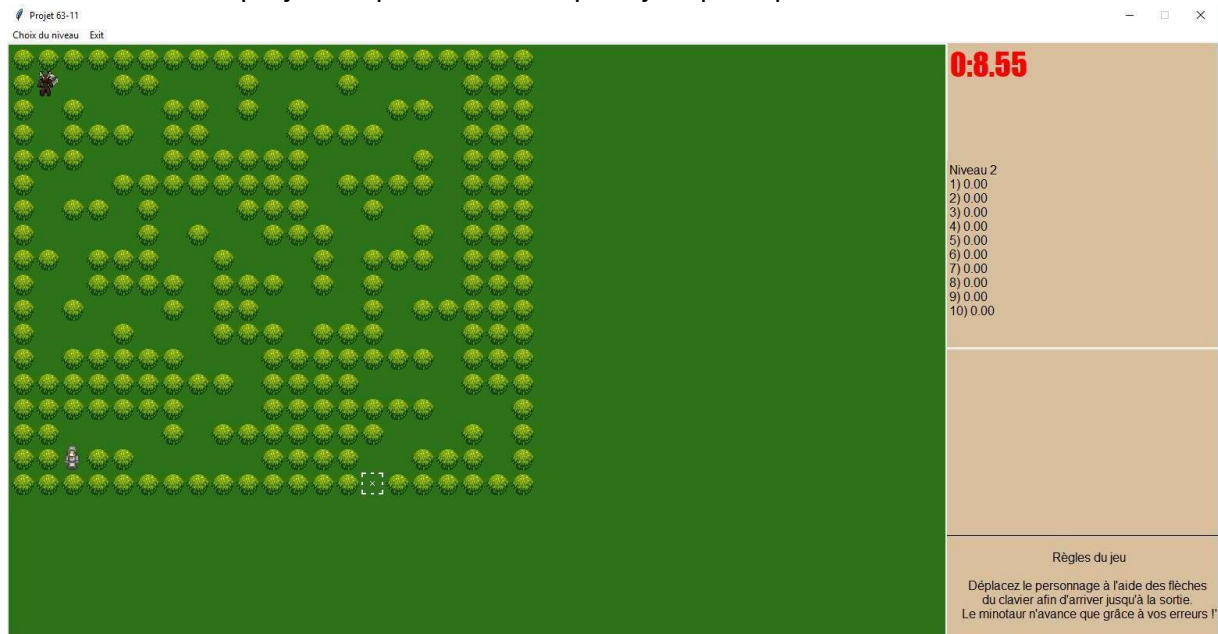 Projet 63-11
Choix du niveau Exit
0:8.55
Niveau 2
1) 0.00
2) 0.00
3) 0.00
4) 0.00
5) 0.00
6) 0.00
7) 0.00
8) 0.00
9) 0.00
10) 0.00
Règles du jeu
Déplacez le personnage à l'aide des flèches
du clavier afin d'arriver jusqu'à la sortie.
Le minotaur n'avance que grâce à vos erreurs !'